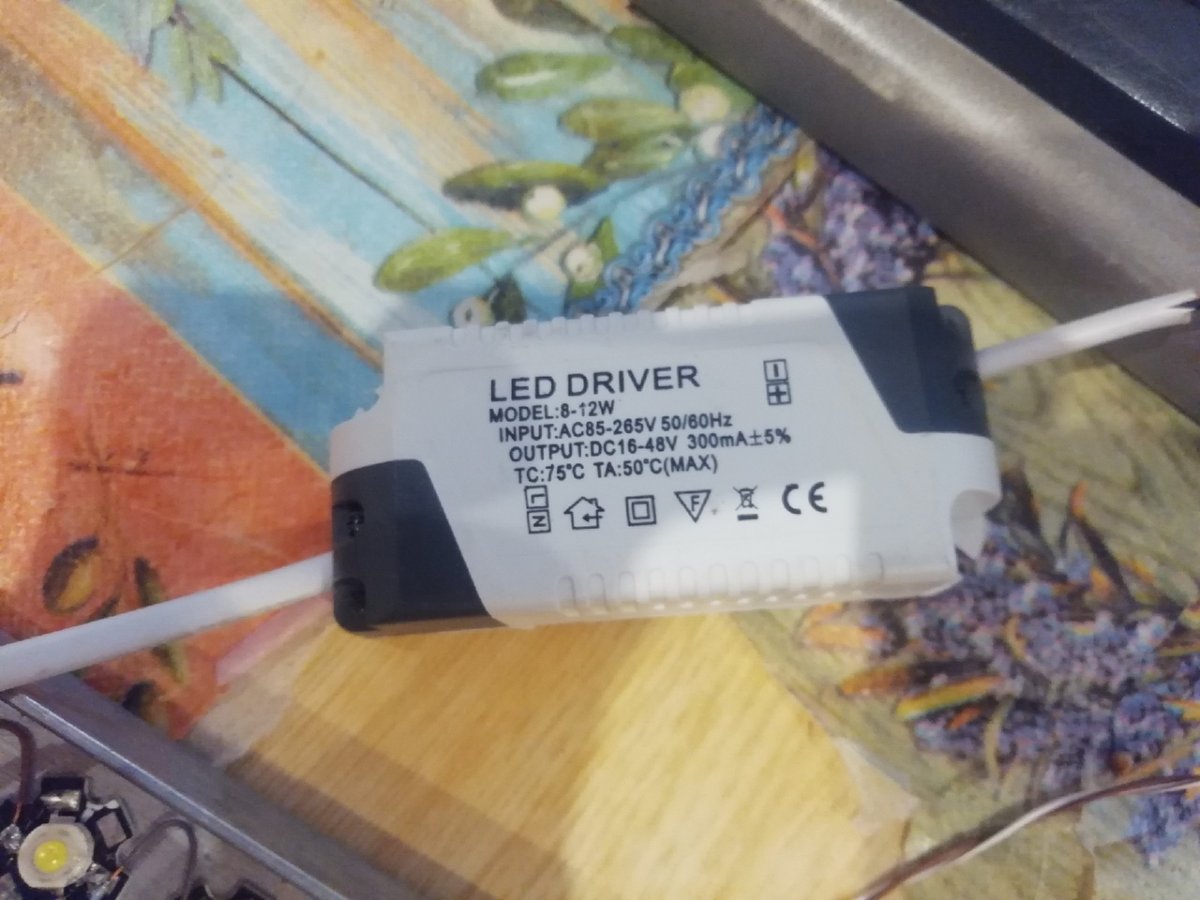 LED DRIVER
MODEL:8-12W
INPUT:AC85-265V 50/60Hz
OUTPUT:DC16-48V 300mA±5%
TC:75°C TA:50°C(MAX)
- +
L N
F
CE